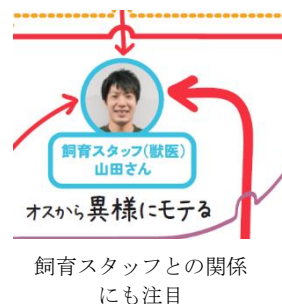 飼育スタッフ(獣医)
山田さん
オスから異様にモテる
飼育スタッフとの関係
にも注目